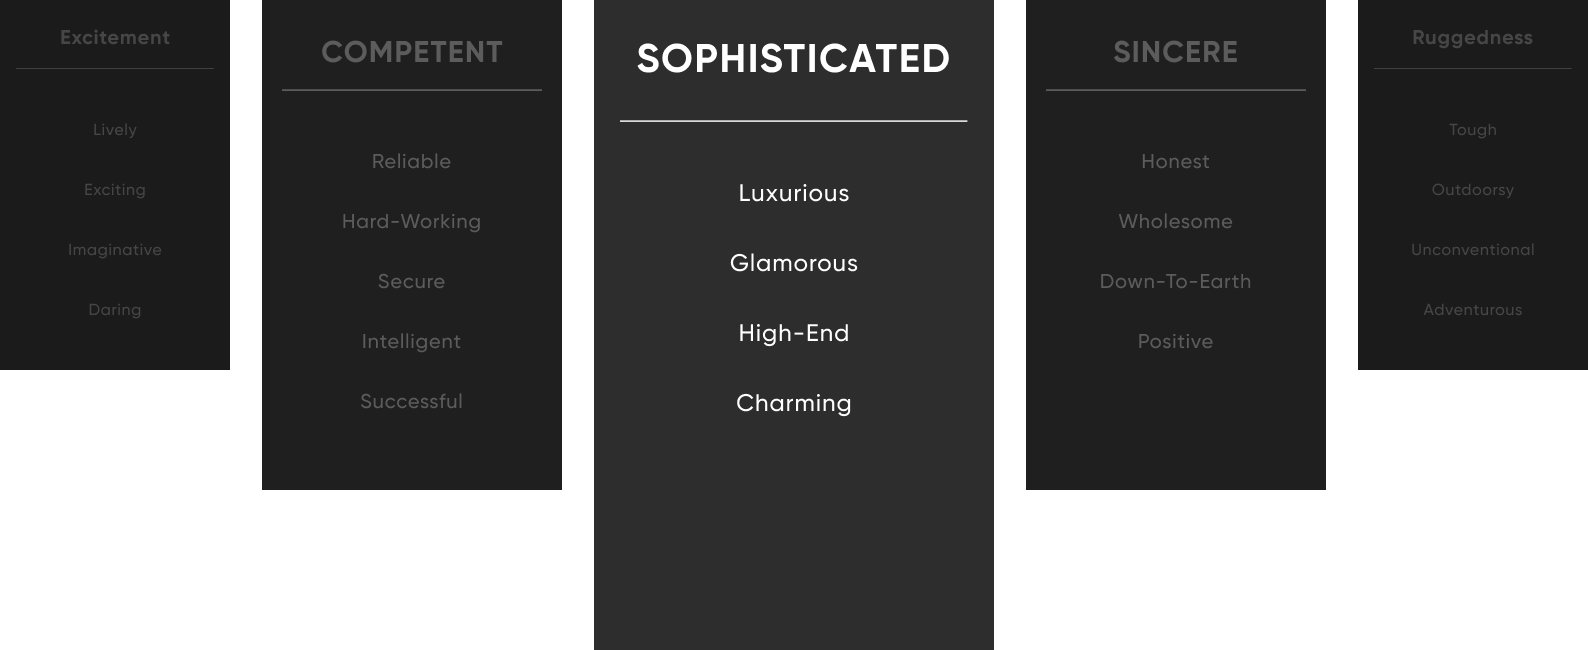 Excitement
Lively
Exciting
Imaginative
Daring
COMPETENT
Reliable
Hard-Working
Secure
Intelligent
Successful
SOPHISTICATED
Luxurious
Glamorous
High-End
Charming
SINCERE
Honest
Wholesome
Down-To-Earth
Positive
Ruggedness
Tough
Outdoorsy
Unconventional
Adventurous